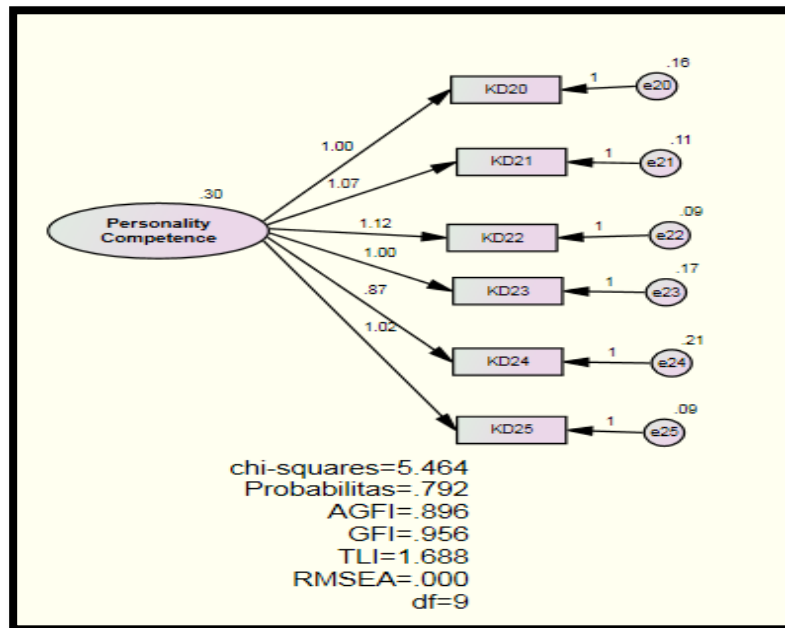 .16
KD20
1
e20
1.00
.11
KD21
1
e21
1.07
.30
Personality
Competence
1.12
.09
KD22
1
e22
1.00
.17
KD23
1
e23
.87
1.02
.21
KD24
1
e24
.09
KD25
1
e25
chi-squares=5.464
Probabilitas=.792
AGFI=.896
GFI=.956
TLI=1.688
RMSEA=.000
df=9